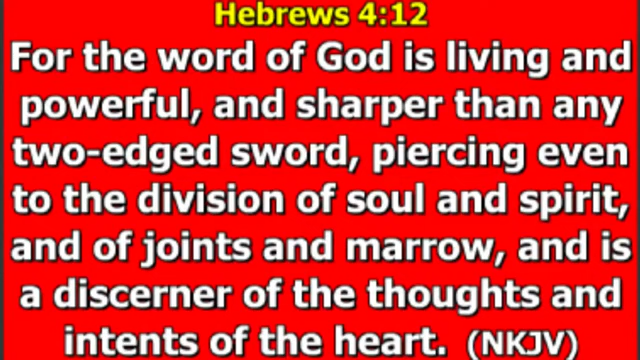 Hebrews 4:12
For the word of God is living and
powerful, and sharper than any
two-edged sword, piercing even
to the division of soul and spirit,
and of joints and marrow, and is
a discerner of the thoughts and
intents of the heart. (NKJV)